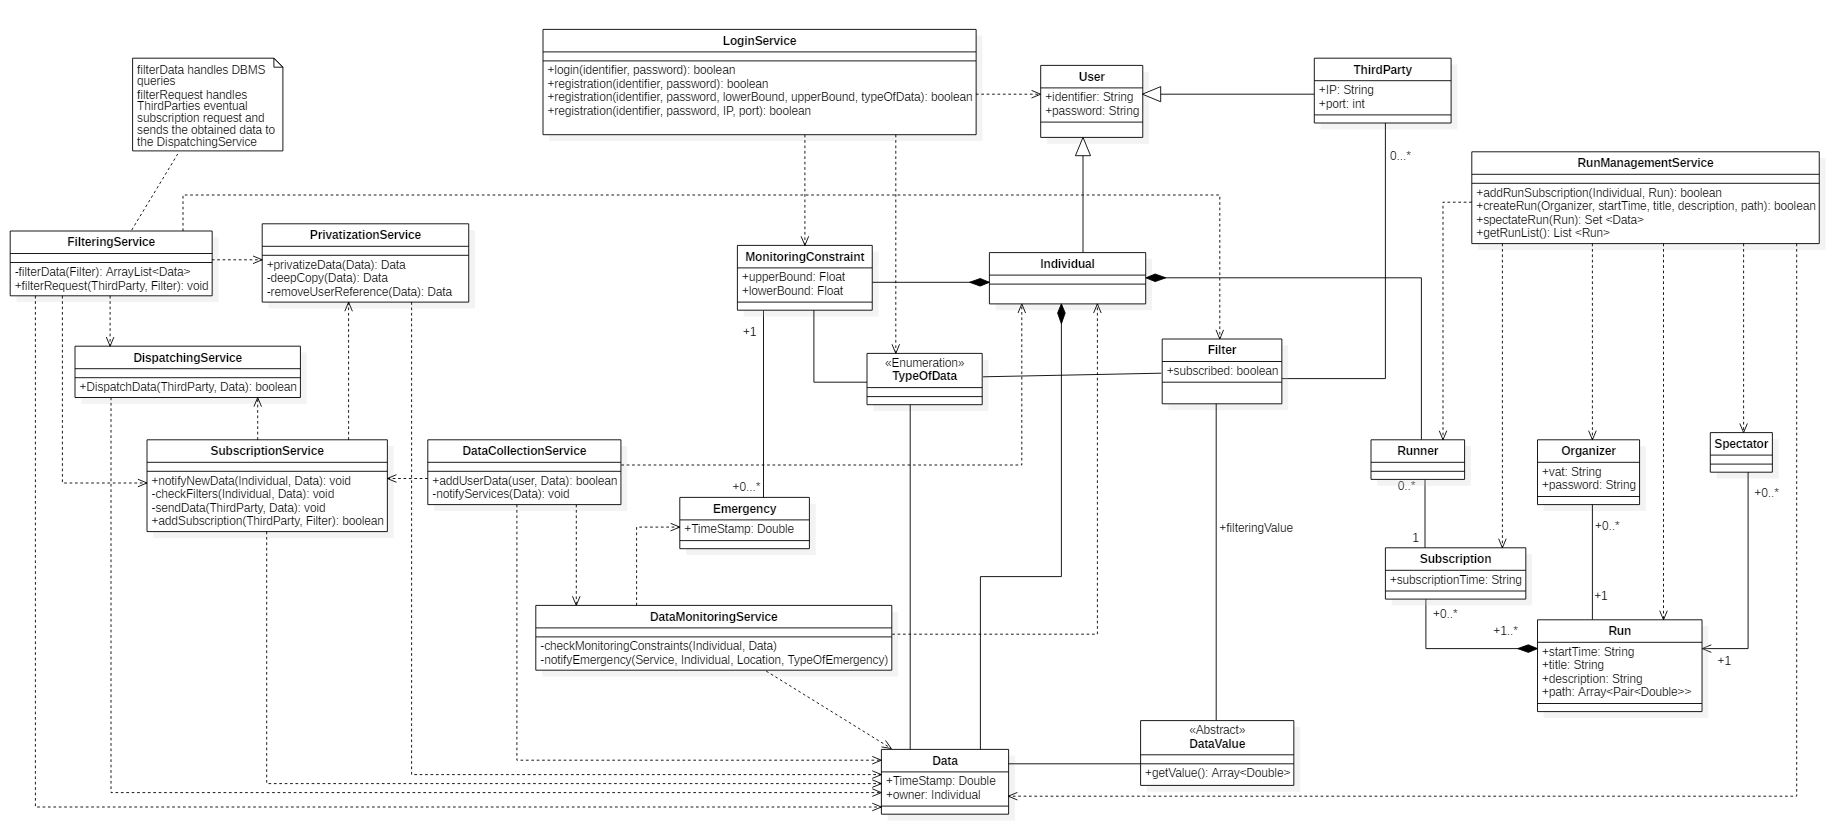 filterData handles DBMS
queries
filterRequest handles
ThirdParties eventual
subscription request and
sends the obtained data to
the DispatchingService
LoginService
+login(identifier, password): boolean
+registration(identifier, password): boolean
+registration(identifier, password, lowerBound, upperBound, typeOfData): boolean
+registration(identifier, password, IP, port): boolean
User
+identifier: String
+password: String
ThirdParty
+IP: String
+port: int
0...*
RunManagementService
+addRunSubscription(Individual, Run): boolean
+createRun(Organizer, startTime, title, description, path): boolean
+spectateRun(Run): Set <Data>
+getRunList(): List <Run>
FilteringService
-filterData(Filter): ArrayList<Data>
+filterRequest(ThirdParty, Filter): void
PrivatizationService
+privatizeData(Data): Data
-deepCopy(Data): Data
-removeUserReference(Data): Data
MonitoringConstraint
+upperBound: Float
+lowerBound: Float
Individual
+1
DispatchingService
+DispatchData(ThirdParty, Data): boolean
«Enumeration»
TypeOfData
Filter
+subscribed: boolean
SubscriptionService
+notifyNewData(Individual, Data): void
-checkFilters(Individual, Data): void
-sendData(ThirdParty, Data): void
+addSubscription(ThirdParty, Filter): boolean
DataCollectionService
+addUserData(user, Data): boolean
-notifyServices(Data): void
+0...*
Emergency
+TimeStamp: Double
+filteringValue
Runner
0..*
1
Organizer
+vat: String
+password: String
+0..*
+1
Spectator
+0..*
+1
Subscription
+subscriptionTime: String
+0..*
+1..*
Run
+startTime: String
+title: String
+description: String
+path: Array<Pair<Double>>
DataMonitoringService
-checkMonitoringConstraints(Individual, Data)
-notifyEmergency(Service, Individual, Location, TypeOfEmergency)
Data
+TimeStamp: Double
+owner: Individual
«Abstract»
DataValue
+getValue(): Array<Double>